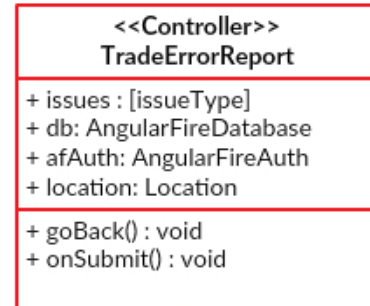 <<Controller>>
TradeErrorReport
+ issues : [issueType]
+ db: AngularFireDatabase
+ afAuth: AngularFireAuth
+ location: Location
+ goBack() : void
+ onSubmit() : void